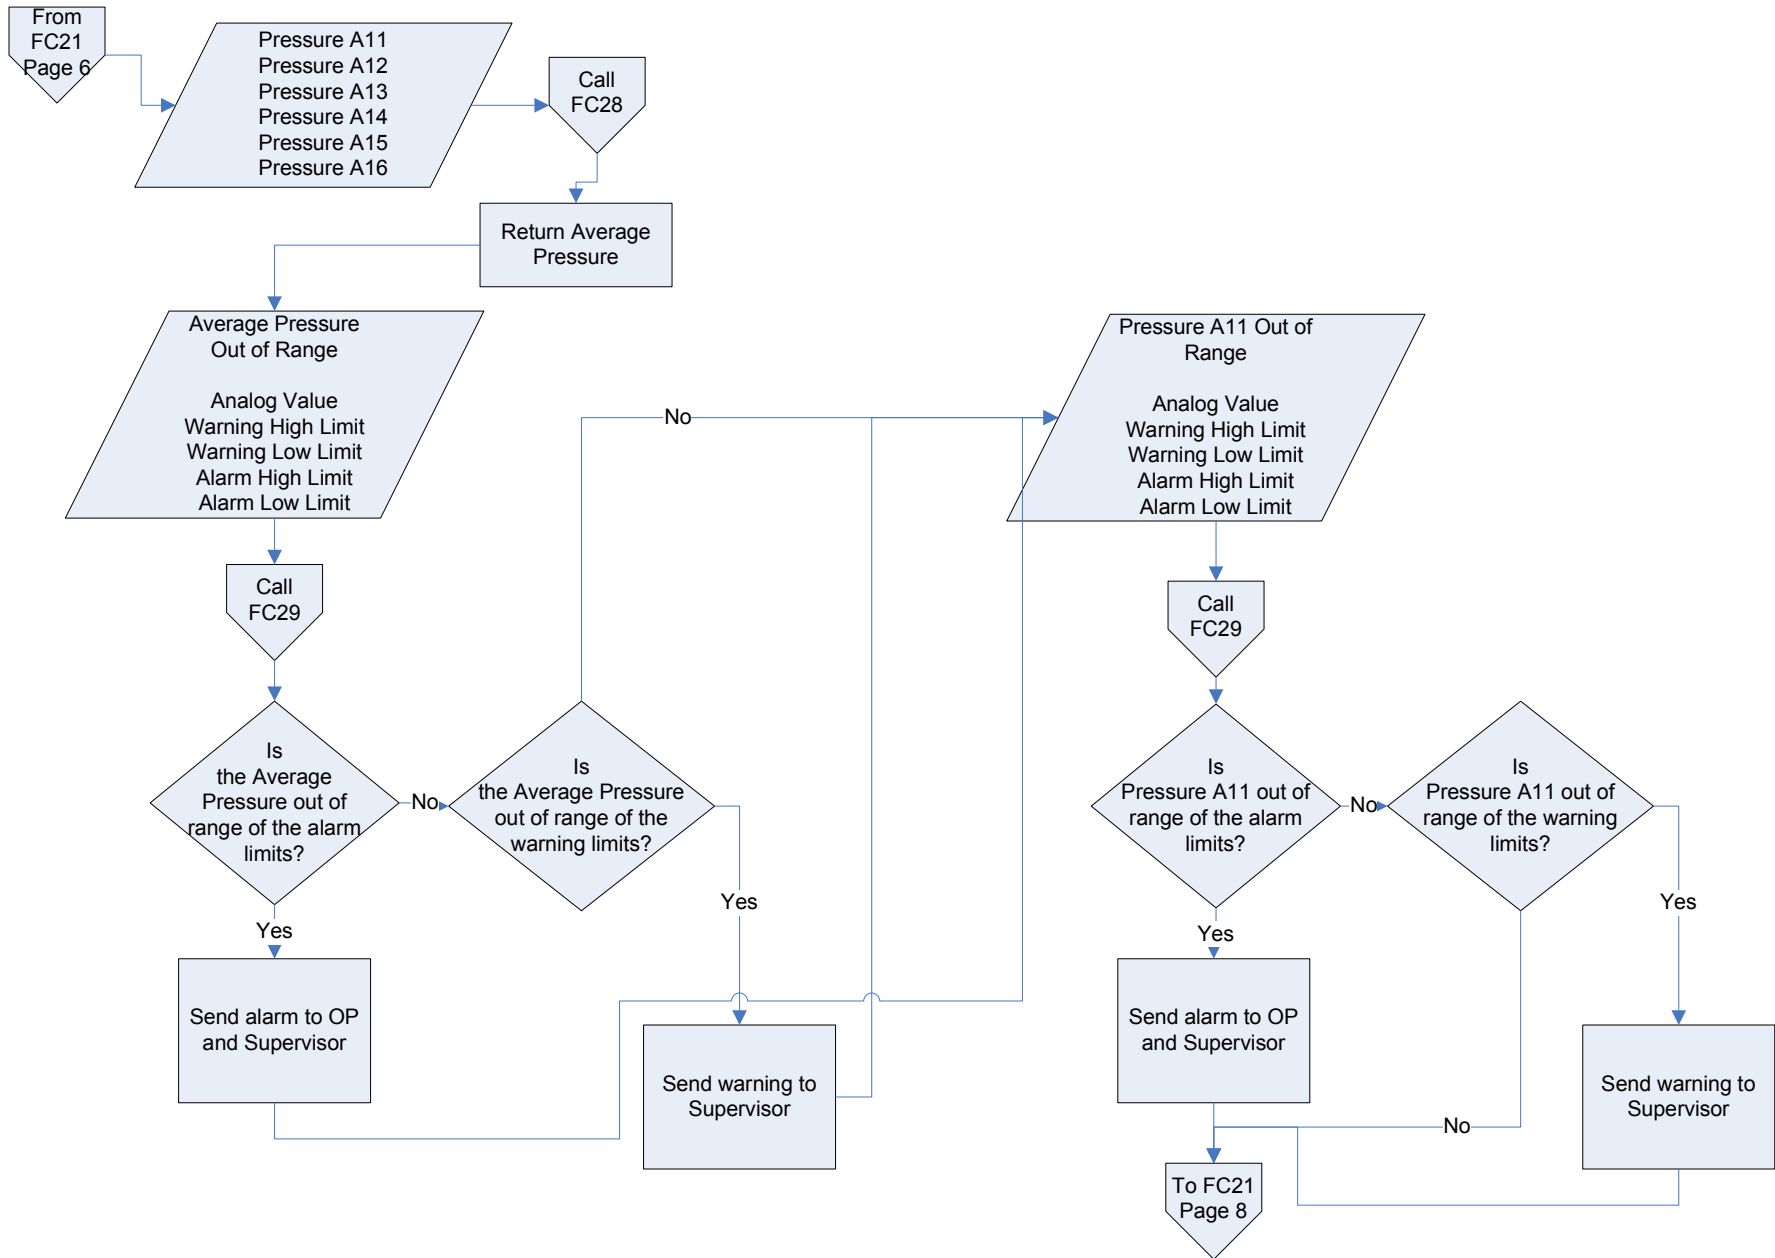 From
FC21
Page 6
Pressure A11
Pressure A12
Pressure A13
Pressure A14
Pressure A15
Pressure A16
Call
FC28
Return Average
Pressure
Average Pressure
Out of Range
Analog Value
Warning High Limit
Warning Low Limit
Alarm High Limit
Alarm Low Limit
Call
FC29
Is
the Average
Pressure out of
range of the alarm
limits?
No
Is
the Average Pressure
out of range of the
warning limits?
No
Yes
Yes
Send alarm to OP
and Supervisor
Send warning to
Supervisor
Pressure A11 Out of
Range
Analog Value
Warning High Limit
Warning Low Limit
Alarm High Limit
Alarm Low Limit
Call
FC29
Is
Pressure A11 out of
range of the alarm
limits?
No
Is
Pressure A11 out of
range of the warning
limits?
Yes
Yes
Send alarm to OP
and Supervisor
Send warning to
Supervisor
No
To FC21
Page 8